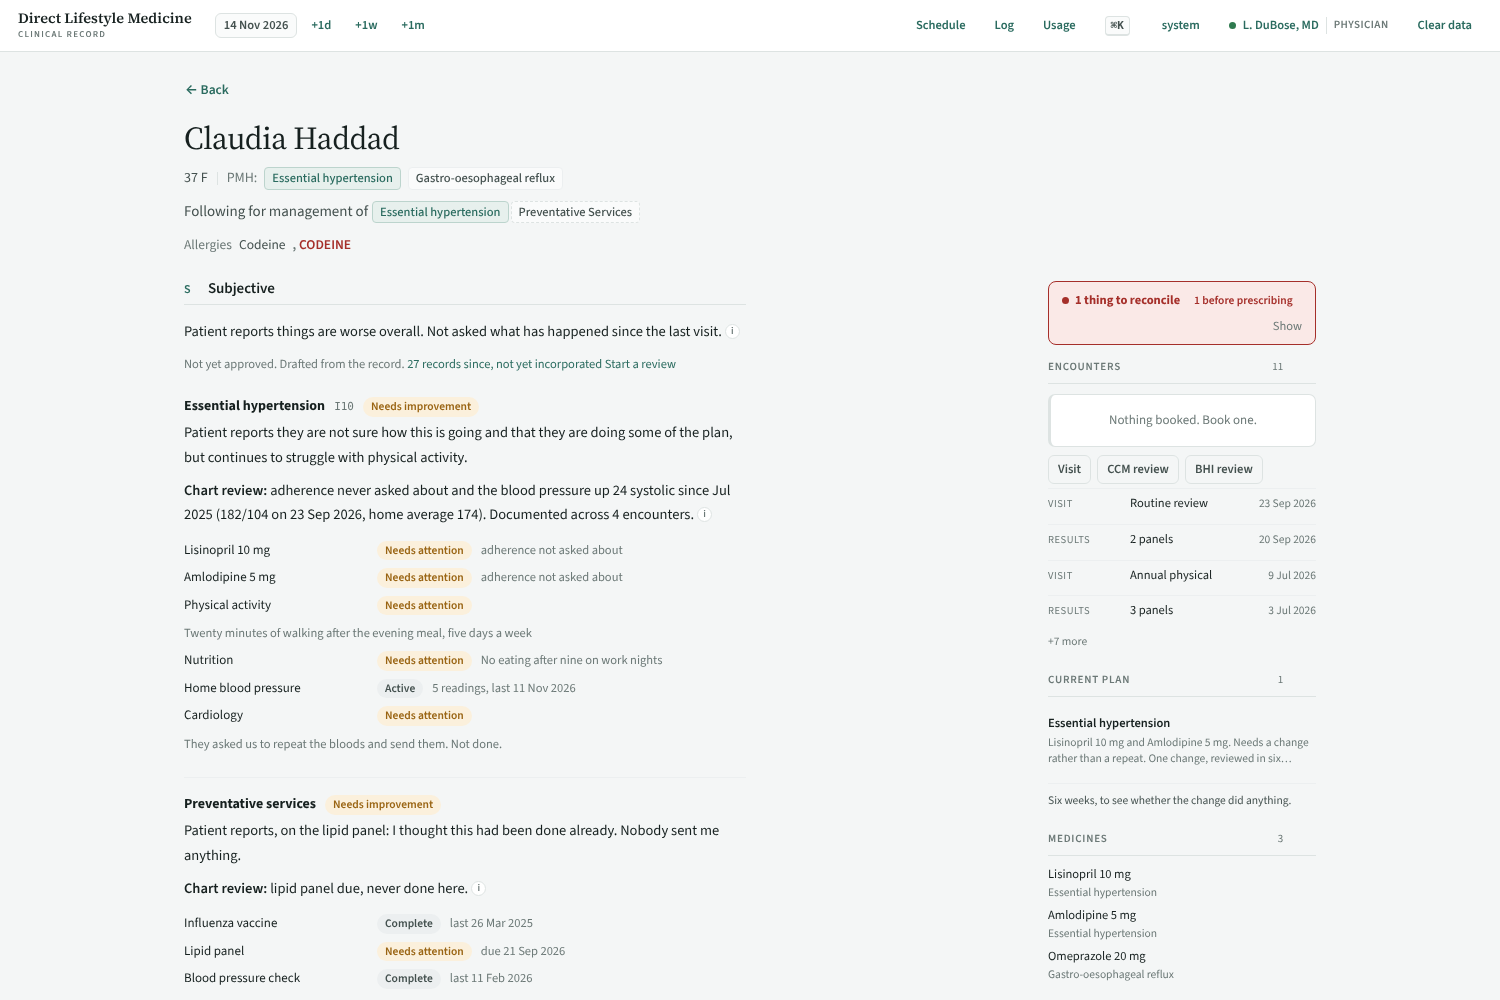 Direct Lifestyle Medicine
CLINICAL RECORD
14 Nov 2026 +1d +1w +1m
Schedule Log Usage ⌘K system L. DuBose, MD PHYSICIAN Clear data
← Back
Claudia Haddad
37 F PMH: Essential hypertension Gastro-oesophageal reflux
Following for management of Essential hypertension Preventative Services
Allergies Codeine , CODEINE
S Subjective
Patient reports things are worse overall. Not asked what has happened since the last visit. i
Not yet approved. Drafted from the record. 27 records since, not yet incorporated Start a review
Essential hypertension I10 Needs improvement
Patient reports they are not sure how this is going and that they are doing some of the plan,
but continues to struggle with physical activity.
Chart review: adherence never asked about and the blood pressure up 24 systolic since Jul
2025 (182/104 on 23 Sep 2026, home average 174). Documented across 4 encounters. i
Lisinopril 10 mg Needs attention adherence not asked about
Amlodipine 5 mg Needs attention adherence not asked about
Physical activity Needs attention
Twenty minutes of walking after the evening meal, five days a week
Nutrition Needs attention No eating after nine on work nights
Home blood pressure Active 5 readings, last 11 Nov 2026
Cardiology Needs attention
They asked us to repeat the bloods and send them. Not done.
Preventative services Needs improvement
Patient reports, on the lipid panel: I thought this had been done already. Nobody sent me
anything.
Chart review: lipid panel due, never done here. i
Influenza vaccine Complete last 26 Mar 2025
Lipid panel Needs attention due 21 Sep 2026
Blood pressure check Complete last 11 Feb 2026
1 thing to reconcile 1 before prescribing
Show
ENCOUNTERS 11
Nothing booked. Book one.
Visit CCM review BHI review
VISIT Routine review 23 Sep 2026
RESULTS 2 panels 20 Sep 2026
VISIT Annual physical 9 Jul 2026
RESULTS 3 panels 3 Jul 2026
+7 more
CURRENT PLAN 1
Essential hypertension
Lisinopril 10 mg and Amlodipine 5 mg. Needs a change
rather than a repeat. One change, reviewed in six…
Six weeks, to see whether the change did anything.
MEDICINES 3
Lisinopril 10 mg
Essential hypertension
Amlodipine 5 mg
Essential hypertension
Omeprazole 20 mg
Gastro-oesophageal reflux